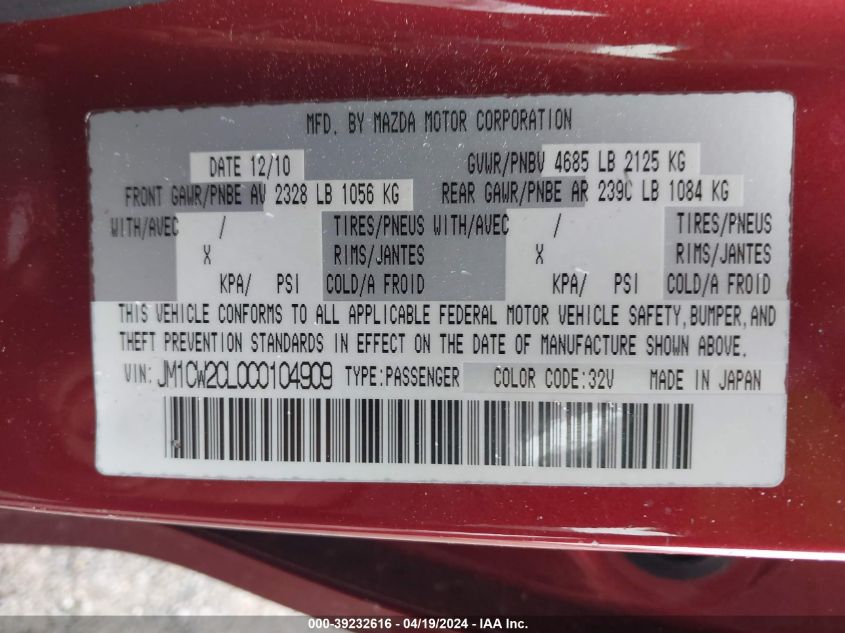 MFD. BY MAZDA MOTOR CORPORATION
DATE 12/10 GVWR/PNBV 4685 LB 2125 KG
FRONT GAWR/PNBE AV 2328 LB 1056 KG REAR GAWR/PNBE AR 2390 LB 1084 KG
WITH/AVEC / TIRES/PNEUS WITH/AVEC / TIRES/PNEUS
X RIMS/JANTES X RIMS/JANTES
KPA/ PSI COLD/A FROID KPA/ PSI COLD/A FROID
THIS VEHICLE CONFORMS TO ALL APPLICABLE FEDERAL MOTOR VEHICLE SAFETY, BUMPER, AND
THEFT PREVENTION STANDARDS IN EFFECT ON THE DATE OF MANUFACTURE SHOWN ABOVE.
VIN: JM1CW2CL0C0104909 TYPE:PASSENGER COLOR CODE:32V MADE IN JAPAN
000-39232616 - 04/19/2024 - IAAI.com.